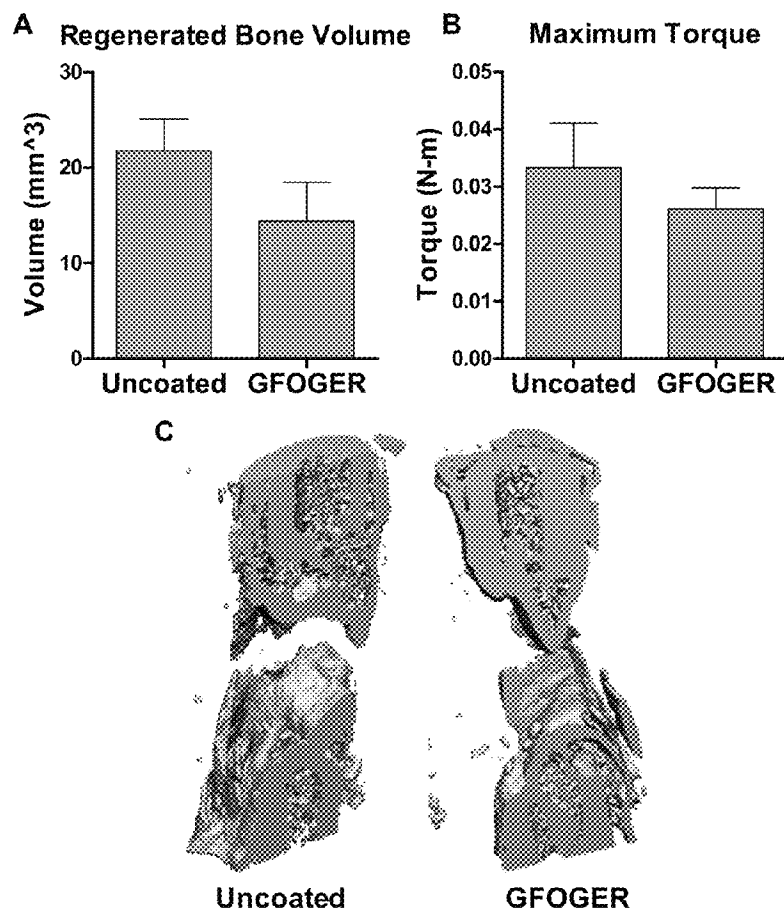 A Regenerated Bone Volume
Volume (mm^3)
30
20
10
0
Uncoated GFOGER
B Maximum Torque
Torque (N-m)
0.05
0.04
0.03
0.02
0.01
0.00
Uncoated GFOGER
C
Uncoated GFOGER